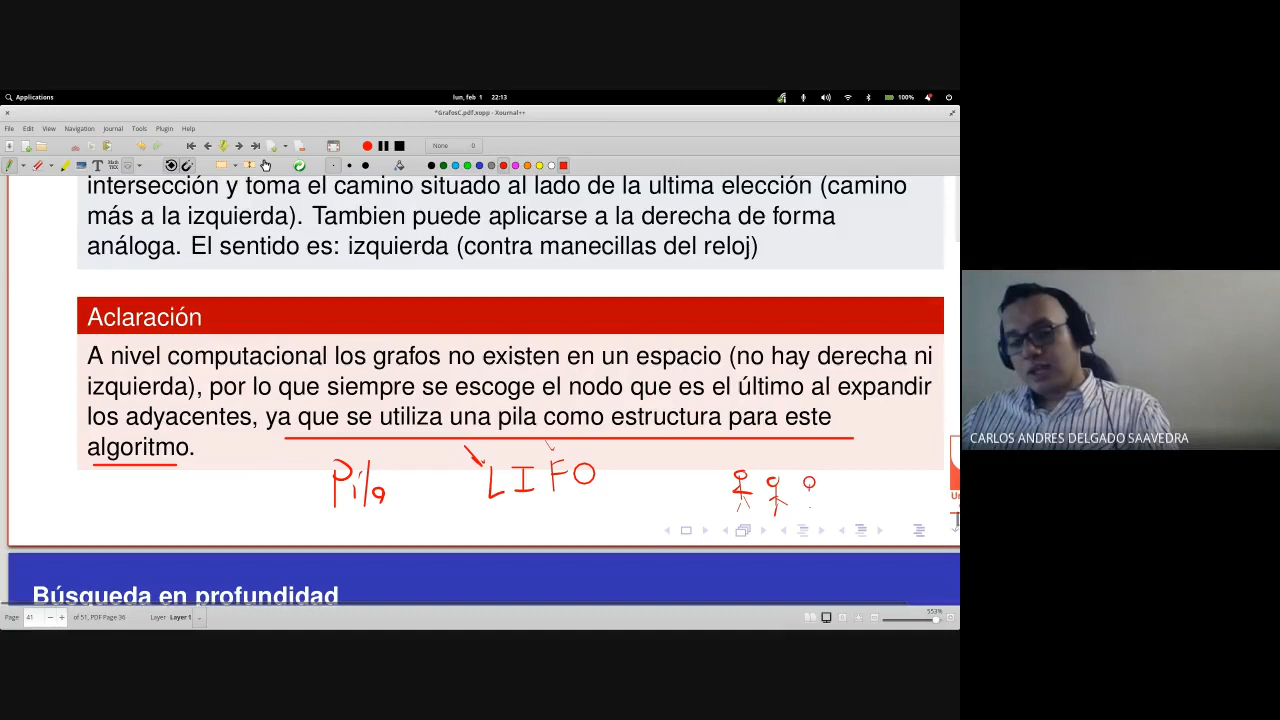 Applications
lun, feb 1 22:13
100%
*GrafosC.pdf.xopp - Xournal++
File Edit View Navigation Journal Tools Plugin Help
None 0
intersección y toma el camino situado al lado de la ultima elección (camino
más a la izquierda). Tambien puede aplicarse a la derecha de forma
análoga. El sentido es: izquierda (contra manecillas del reloj)
Aclaración
A nivel computacional los grafos no existen en un espacio (no hay derecha ni
izquierda), por lo que siempre se escoge el nodo que es el último al expandir
los adyacentes, ya que se utiliza una pila como estructura para este
algoritmo.
Pila LIFO
CARLOS ANDRES DELGADO SAAVEDRA
Búsqueda en profundidad
Page 41 of 51, PDF Page 36 Layer Layer 1
553%